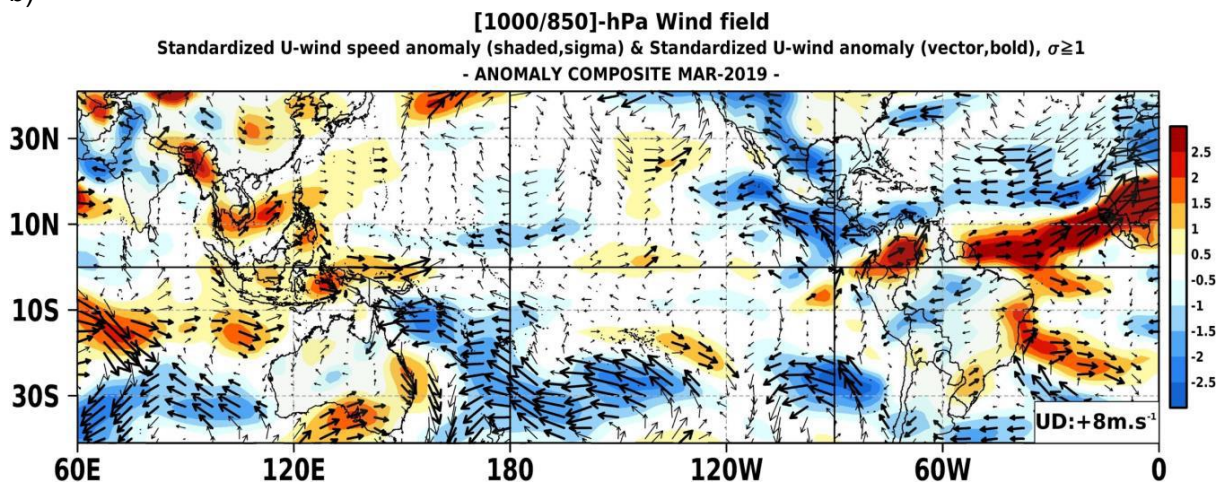 b)
[1000/850]-hPa Wind field
Standardized U-wind speed anomaly (shaded,sigma) & Standardized U-wind anomaly (vector,bold), σ≧1
- ANOMALY COMPOSITE MAR-2019 -
30N
10N
10S
30S
60E 120E 180 120W 60W 0
2.5
2
1.5
1
0.5
-0.5
-1
-1.5
-2
-2.5
UD:+8m.s⁻¹